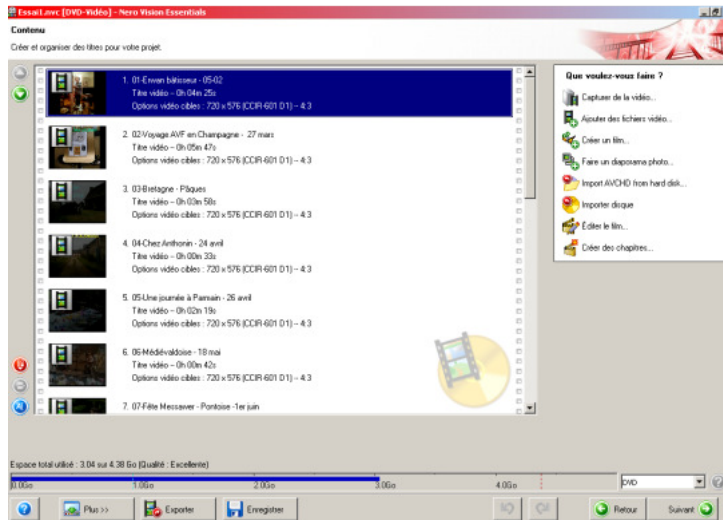 Essai1.nvc [DVD-Vidéo] - Nero Vision Essentials
Contenu
Créer et organiser des titres pour votre projet.
1. 01-Erwan bâtisseur - 05-02
Titre vidéo – 0h 04m 25s
Options vidéo cibles : 720 x 576 (CCIR-601 D1) – 4:3
2. 02-Voyage AVF en Champagne - 27 mars
Titre vidéo – 0h 05m 47s
Options vidéo cibles : 720 x 576 (CCIR-601 D1) – 4:3
3. 03-Bretagne - Pâques
Titre vidéo – 0h 03m 58s
Options vidéo cibles : 720 x 576 (CCIR-601 D1) – 4:3
4. 04-Chez Anthonin - 24 avril
Titre vidéo – 0h 00m 33s
Options vidéo cibles : 720 x 576 (CCIR-601 D1) – 4:3
5. 05-Une journée à Parmain - 26 avril
Titre vidéo – 0h 02m 19s
Options vidéo cibles : 720 x 576 (CCIR-601 D1) – 4:3
6. 06-Médiévaldoise - 18 mai
Titre vidéo – 0h 00m 42s
Options vidéo cibles : 720 x 576 (CCIR-601 D1) – 4:3
7. 07-Fête Messawer - Pontoise -1er juin
Que voulez-vous faire ?
Capturer de la vidéo...
Ajouter des fichiers vidéo...
Créer un film...
Faire un diaporama photo...
Import AVCHD from hard disk...
Importer disque
Éditer le film...
Créer des chapitres...
Espace total utilisé : 3.04 sur 4.38 Go (Qualité : Excellente)
0.0Go 1.0Go 2.0Go 3.0Go 4.0Go DVD
Plus >> Exporter Enregistrer Retour Suivant